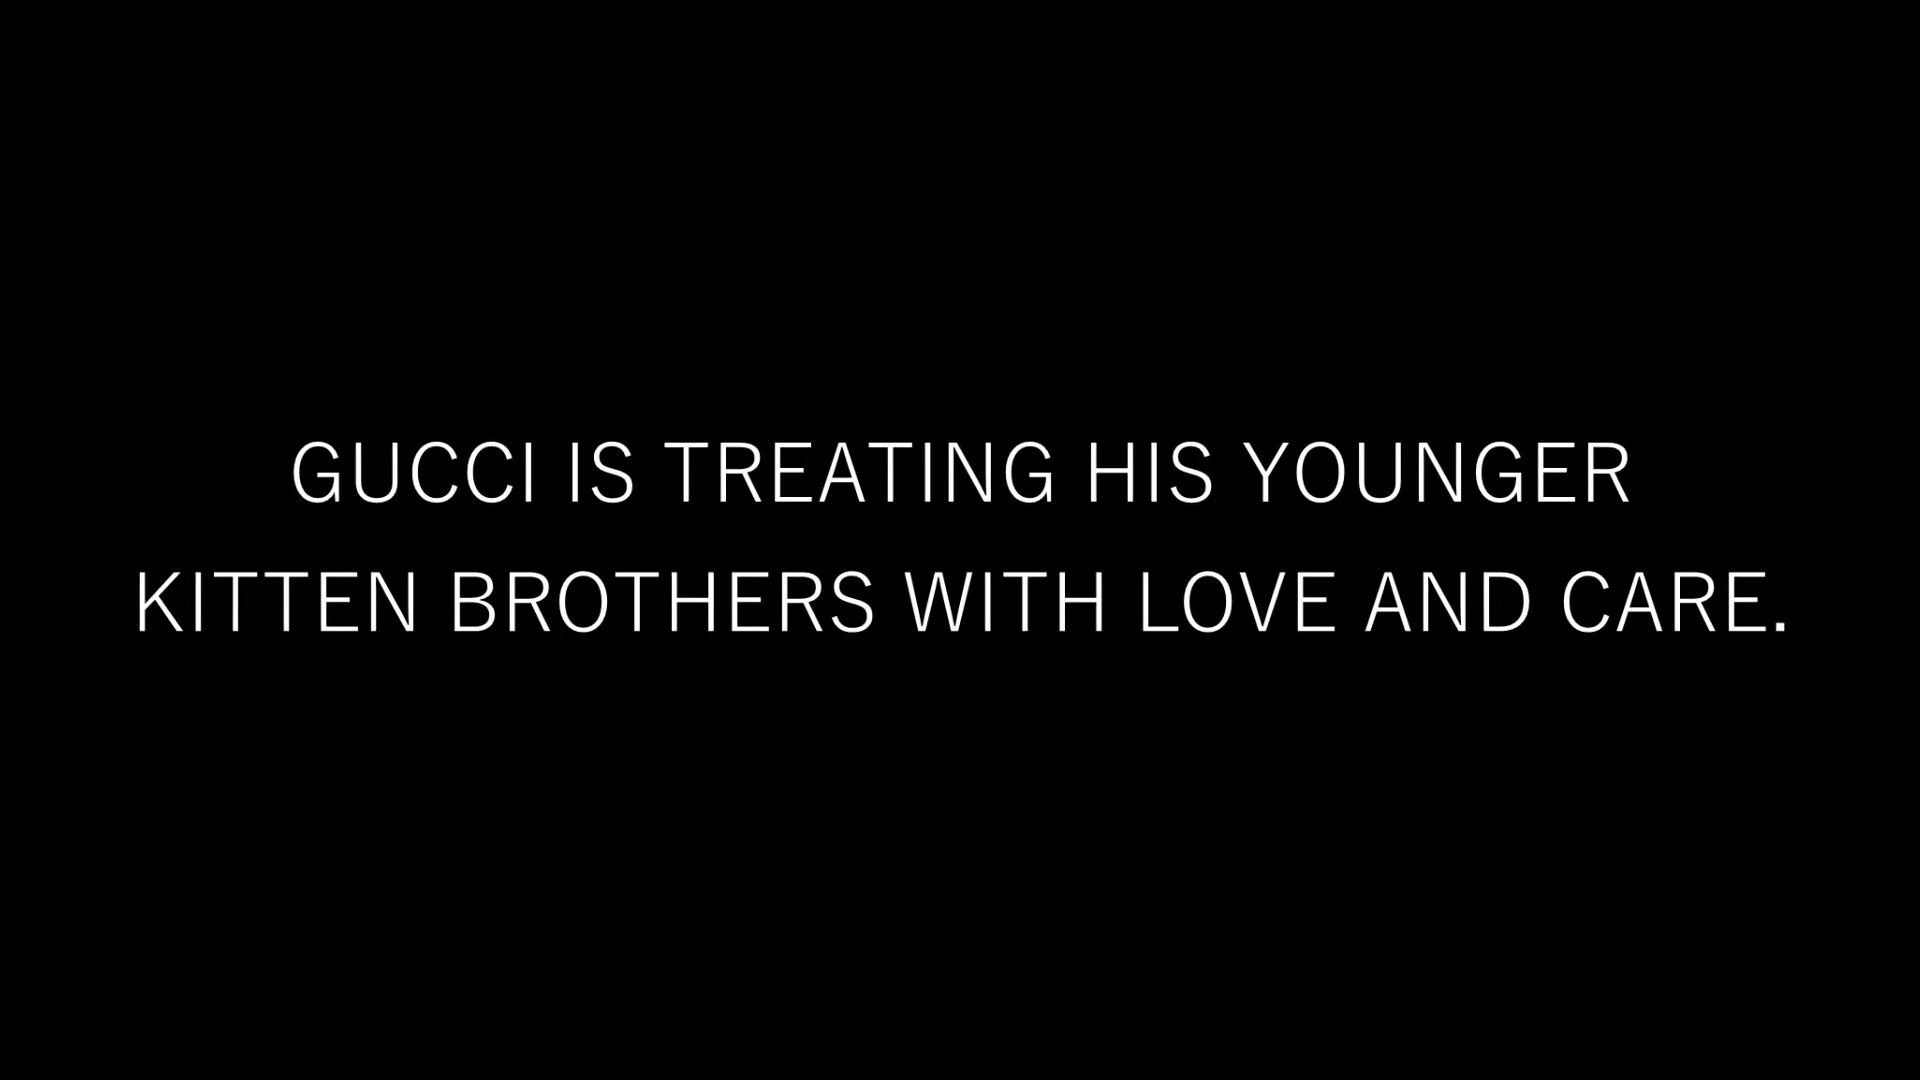 GUCCI IS TREATING HIS YOUNGER
KITTEN BROTHERS WITH LOVE AND CARE.